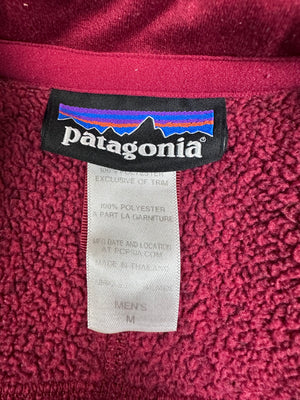 patagonia®
100% POLYESTER
EXCLUSIVE OF TRIM
100% POLYESTER
A PART LA GARNITURE
MFG DATE AND LOCATION
AT PCPSIA.COM
MADE IN THAILAND
MEN'S
M